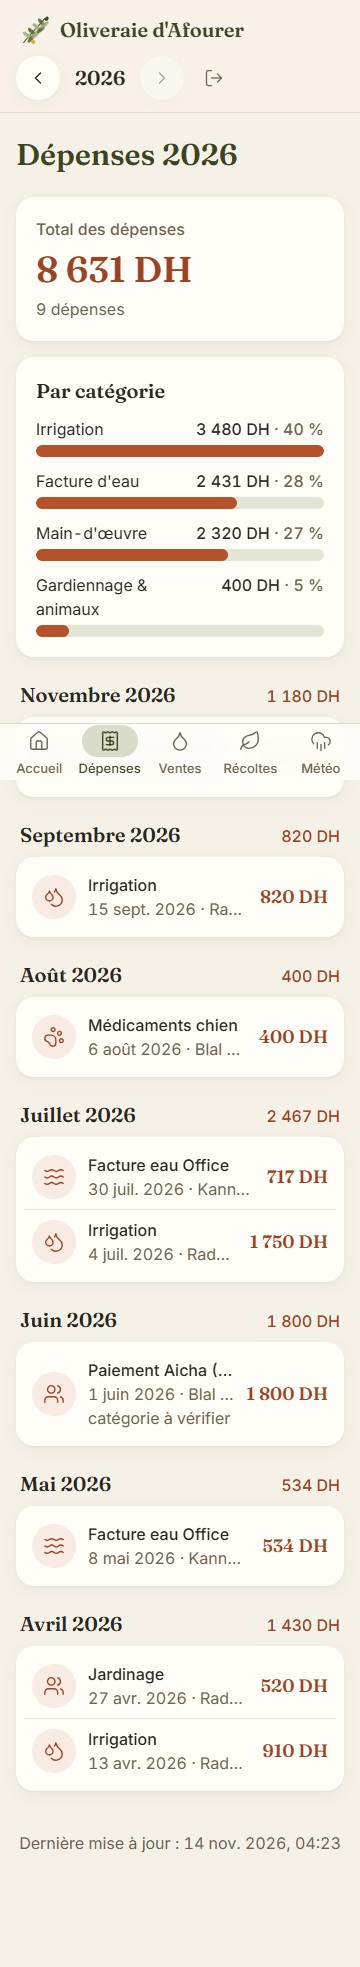 Oliveraie d'Afourer
2026
Dépenses 2026
Total des dépenses
8 631 DH
9 dépenses
Par catégorie
Irrigation 3 480 DH · 40 %
Facture d'eau 2 431 DH · 28 %
Main-d'œuvre 2 320 DH · 27 %
Gardiennage & 400 DH · 5 %
animaux
Novembre 2026 1 180 DH
Accueil Dépenses Ventes Récoltes Météo
Septembre 2026 820 DH
Irrigation
15 sept. 2026 · Ra... 820 DH
Août 2026 400 DH
Médicaments chien
6 août 2026 · Blal ... 400 DH
Juillet 2026 2 467 DH
Facture eau Office
30 juil. 2026 · Kann... 717 DH
Irrigation
4 juil. 2026 · Rad... 1 750 DH
Juin 2026 1 800 DH
Paiement Aicha (...
1 juin 2026 · Blal ... 1 800 DH
catégorie à vérifier
Mai 2026 534 DH
Facture eau Office
8 mai 2026 · Kann... 534 DH
Avril 2026 1 430 DH
Jardinage
27 avr. 2026 · Rad... 520 DH
Irrigation
13 avr. 2026 · Rad... 910 DH
Dernière mise à jour : 14 nov. 2026, 04:23